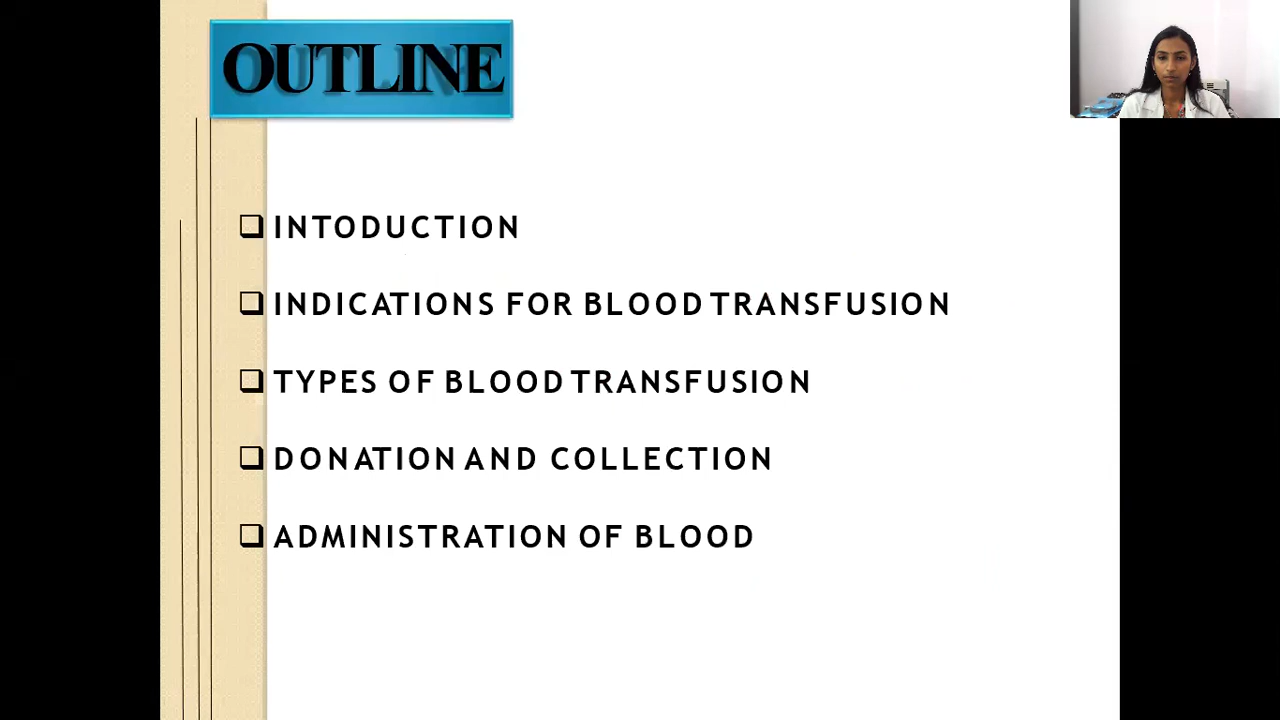 OUTLINE
INTODUCTION
INDICATIONS FOR BLOOD TRANSFUSION
TYPES OF BLOOD TRANSFUSION
DONATION AND COLLECTION
ADMINISTRATION OF BLOOD